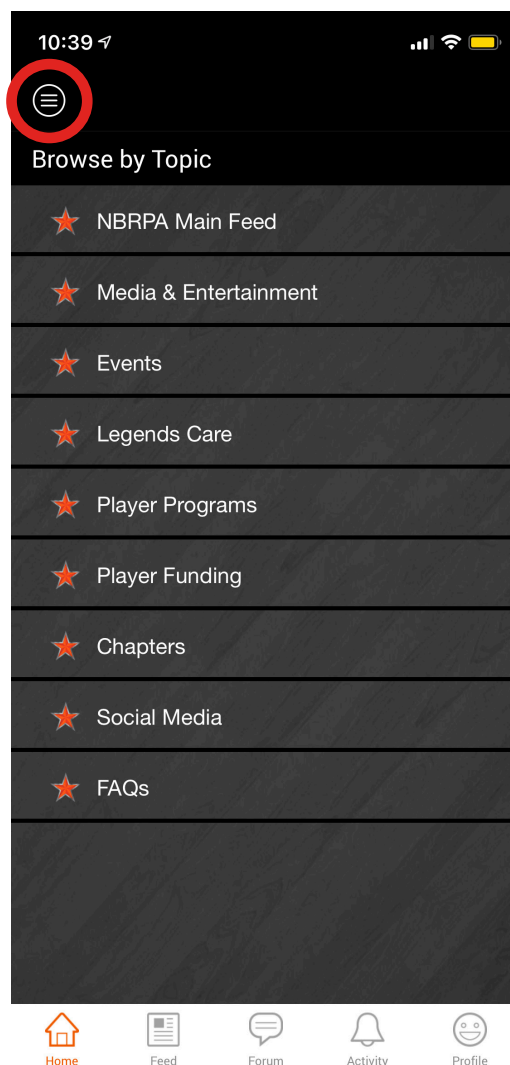 10:39
Browse by Topic
NBRPA Main Feed
Media & Entertainment
Events
Legends Care
Player Programs
Player Funding
Chapters
Social Media
FAQs
Home Feed Forum Activity Profile